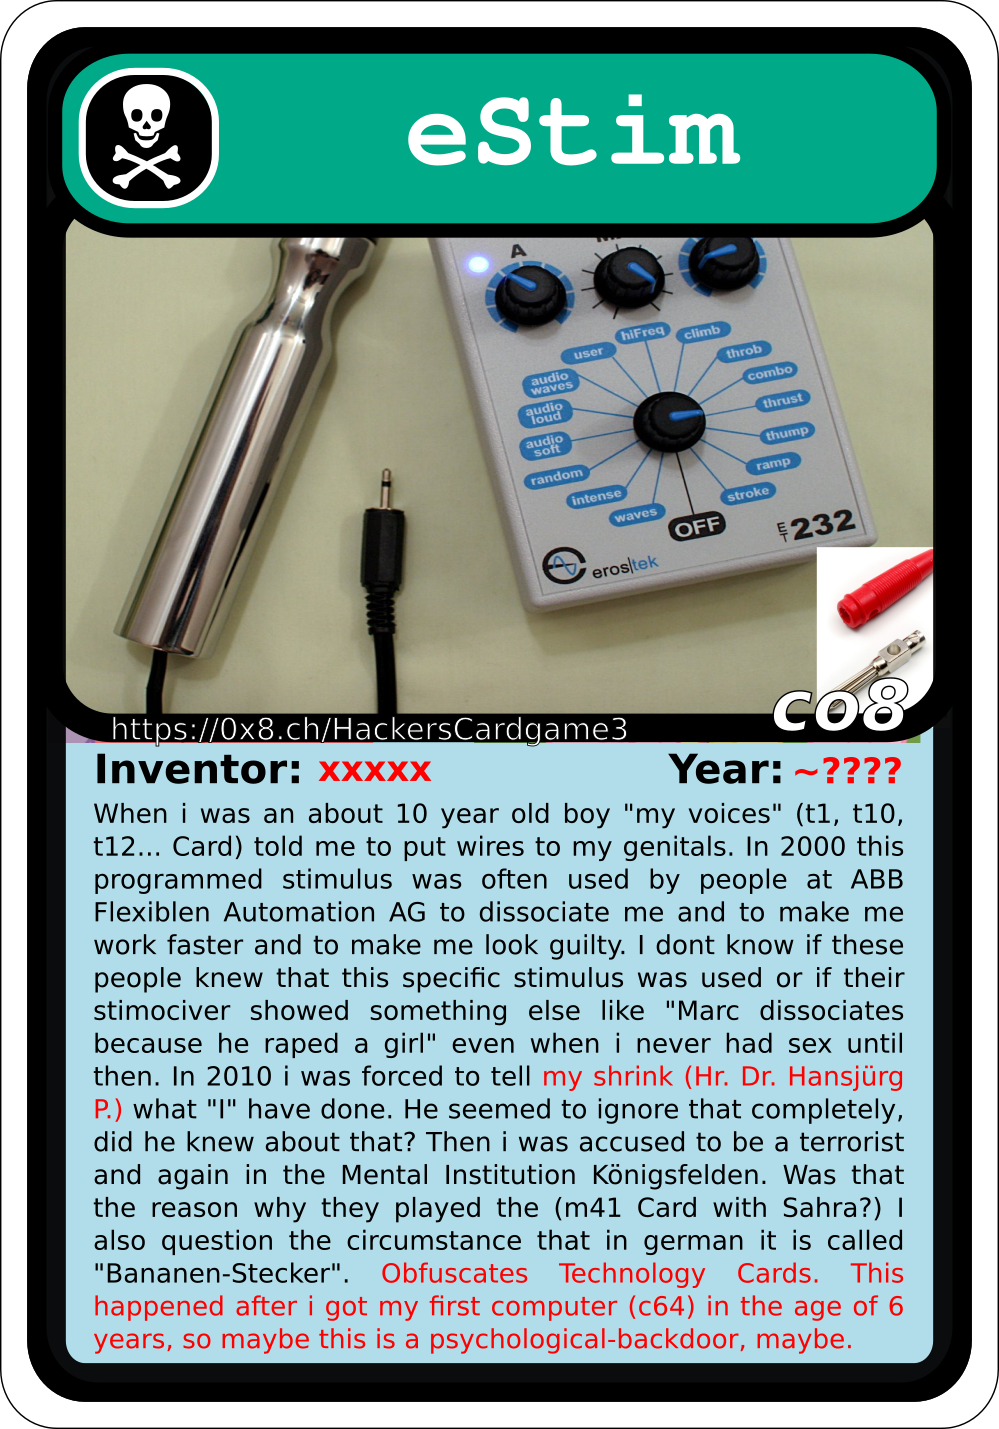 eStim
A
hiFreq
climb
user
throb
audio
waves
combo
audio
loud
thrust
audio
soft
thump
random
ramp
intense
stroke
waves
OFF
ET232
eros|tek
co8
https://0x8.ch/HackersCardgame3
Inventor: xxxxx Year: ~????
When i was an about 10 year old boy "my voices" (t1, t10,
t12... Card) told me to put wires to my genitals. In 2000 this
programmed stimulus was often used by people at ABB
Flexiblen Automation AG to dissociate me and to make me
work faster and to make me look guilty. I dont know if these
people knew that this specific stimulus was used or if their
stimociver showed something else like "Marc dissociates
because he raped a girl" even when i never had sex until
then. In 2010 i was forced to tell my shrink (Hr. Dr. Hansjürg
P.) what "I" have done. He seemed to ignore that completely,
did he knew about that? Then i was accused to be a terrorist
and again in the Mental Institution Königsfelden. Was that
the reason why they played the (m41 Card with Sahra?) I
also question the circumstance that in german it is called
"Bananen-Stecker". Obfuscates Technology Cards. This
happened after i got my first computer (c64) in the age of 6
years, so maybe this is a psychological-backdoor, maybe.